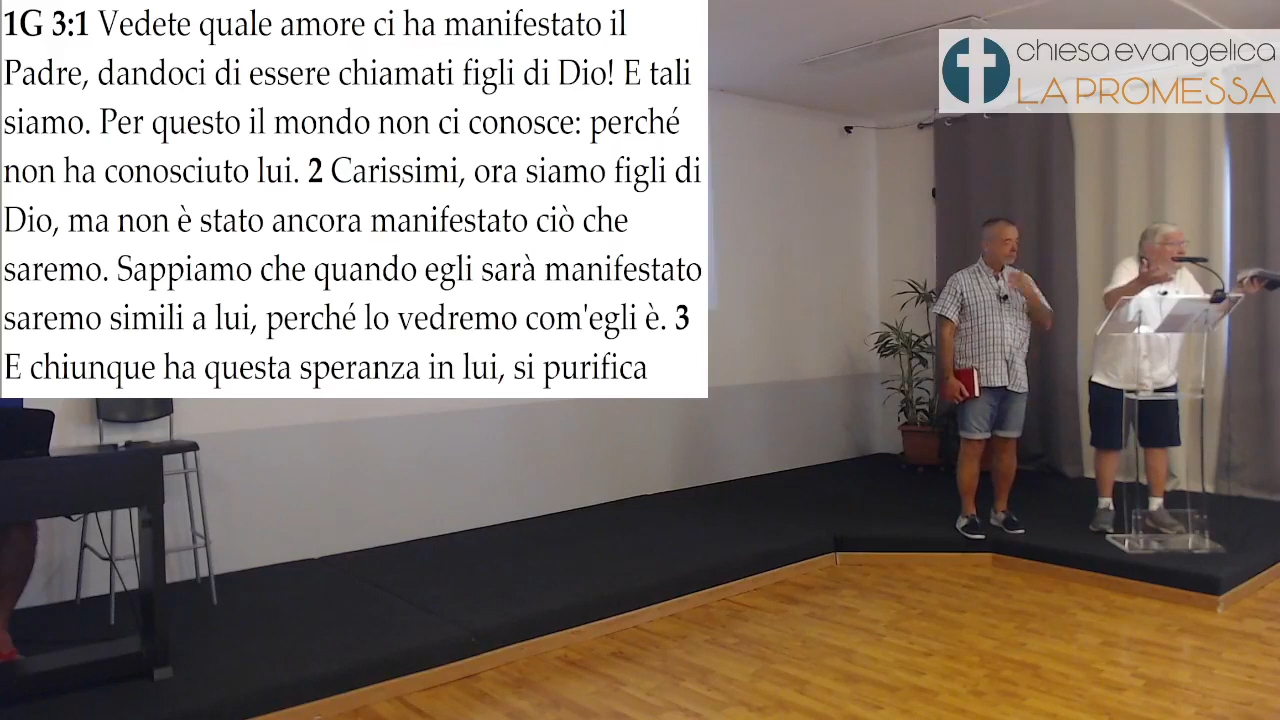 1G 3:1 Vedete quale amore ci ha manifestato il
Padre, dandoci di essere chiamati figli di Dio! E tali
siamo. Per questo il mondo non ci conosce: perché
non ha conosciuto lui. 2 Carissimi, ora siamo figli di
Dio, ma non è stato ancora manifestato ciò che
saremo. Sappiamo che quando egli sarà manifestato
saremo simili a lui, perché lo vedremo com'egli è. 3
E chiunque ha questa speranza in lui, si purifica
chiesa evangelica
LA PROMESSA